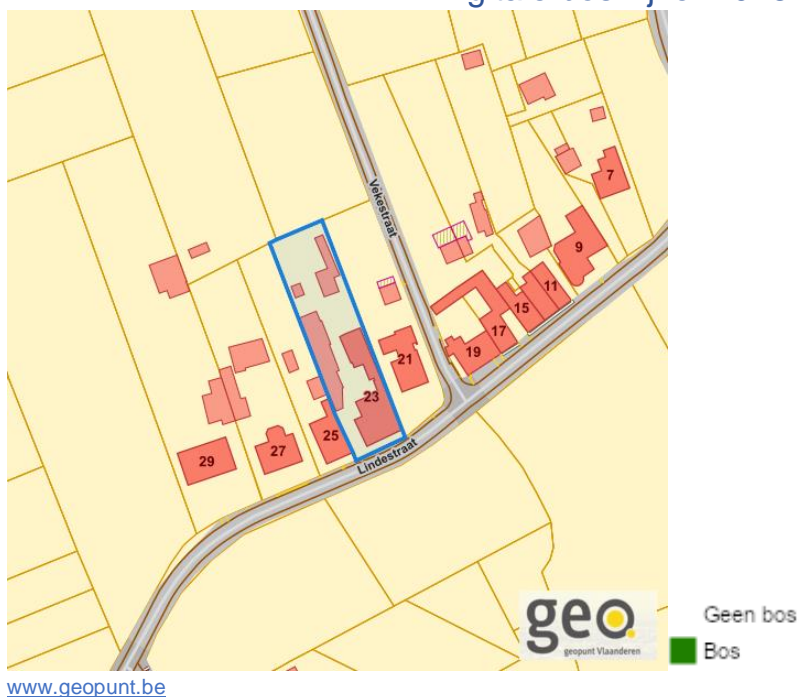 Vekestraat
7
9
11
15
17
19
21
23
25
27
29
Lindestraat
geo
geopunt Vlaanderen
Geen bos
Bos
www.geopunt.be